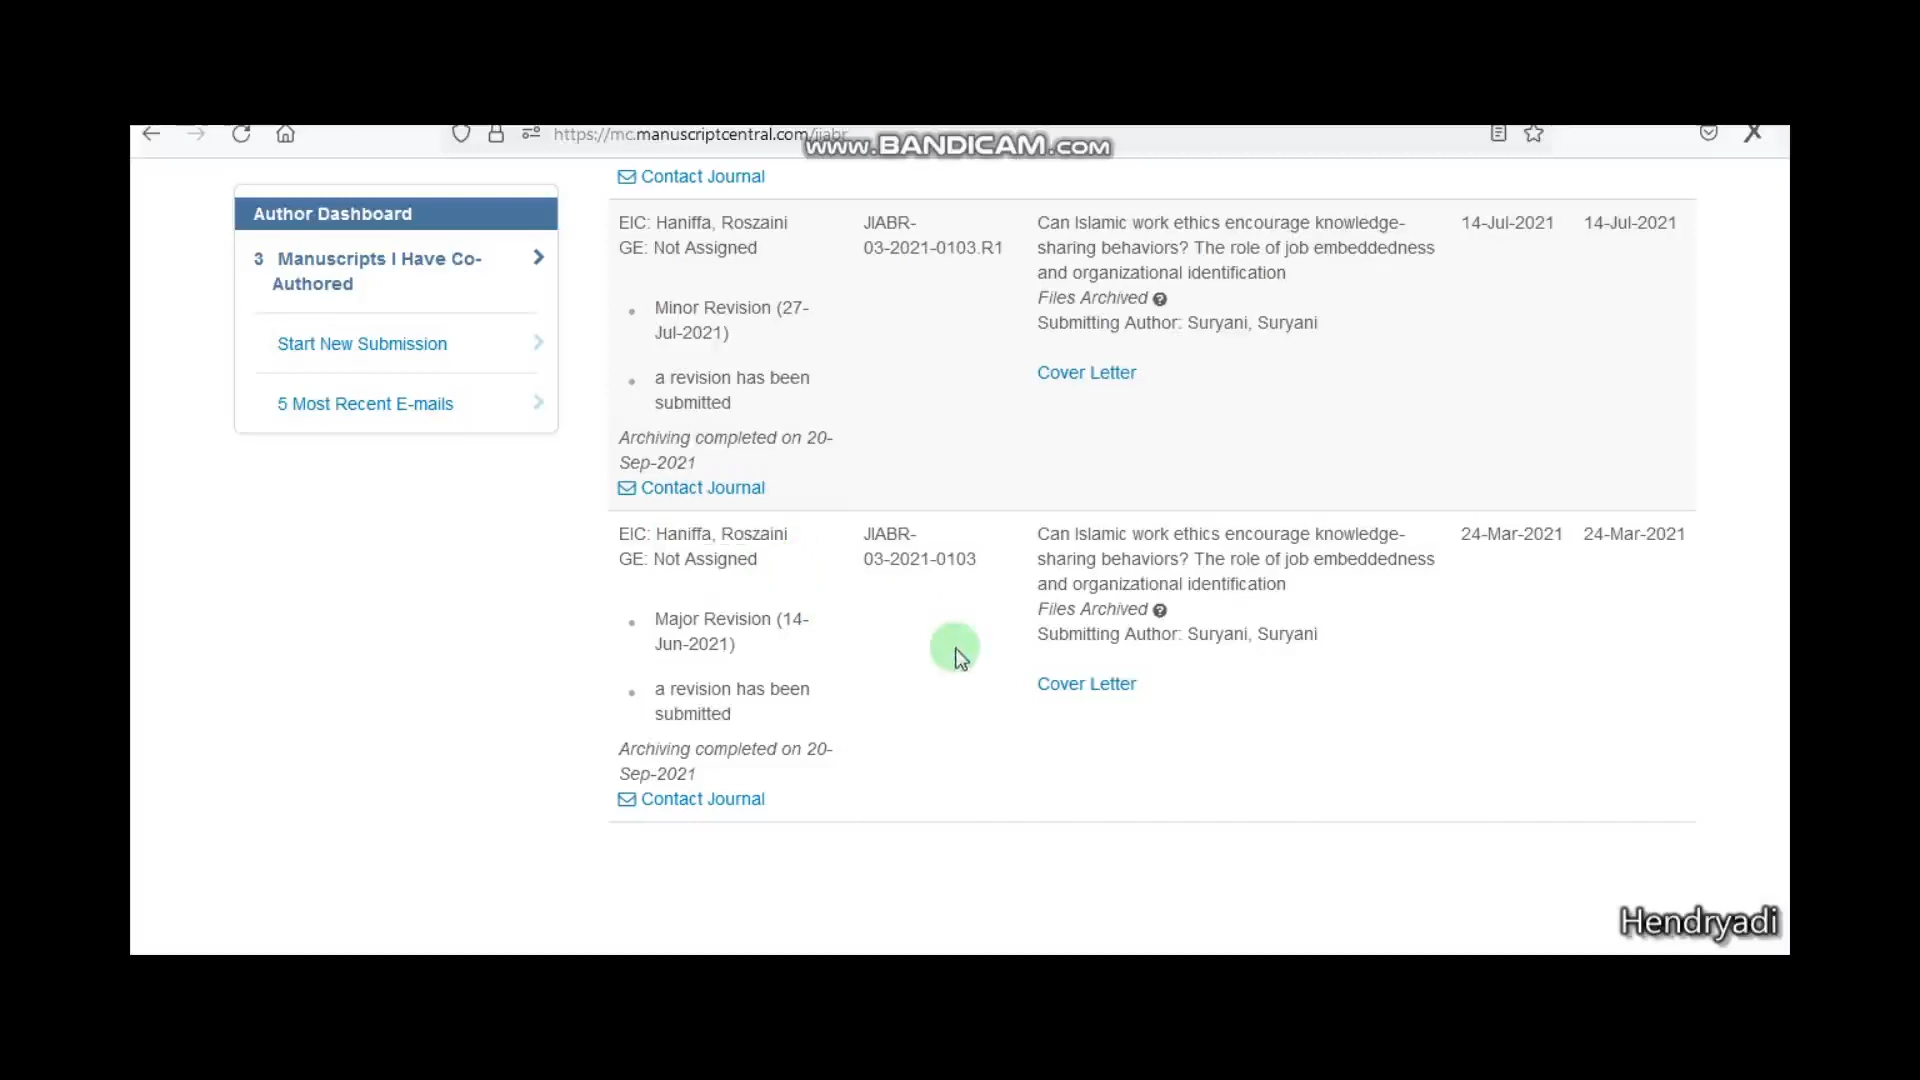 https://mc.manuscriptcentral.com/jiabr
www.BANDICAM.com
Contact Journal
Author Dashboard
3 Manuscripts I Have Co-
Authored
Start New Submission
5 Most Recent E-mails
EIC: Haniffa, Roszaini
GE: Not Assigned
Minor Revision (27-
Jul-2021)
a revision has been
submitted
Archiving completed on 20-
Sep-2021
Contact Journal
JIABR-
03-2021-0103.R1
Can Islamic work ethics encourage knowledge-
sharing behaviors? The role of job embeddedness
and organizational identification
Files Archived
Submitting Author: Suryani, Suryani
Cover Letter
14-Jul-2021
14-Jul-2021
EIC: Haniffa, Roszaini
GE: Not Assigned
Major Revision (14-
Jun-2021)
a revision has been
submitted
Archiving completed on 20-
Sep-2021
Contact Journal
JIABR-
03-2021-0103
Can Islamic work ethics encourage knowledge-
sharing behaviors? The role of job embeddedness
and organizational identification
Files Archived
Submitting Author: Suryani, Suryani
Cover Letter
24-Mar-2021
24-Mar-2021
Hendryadi